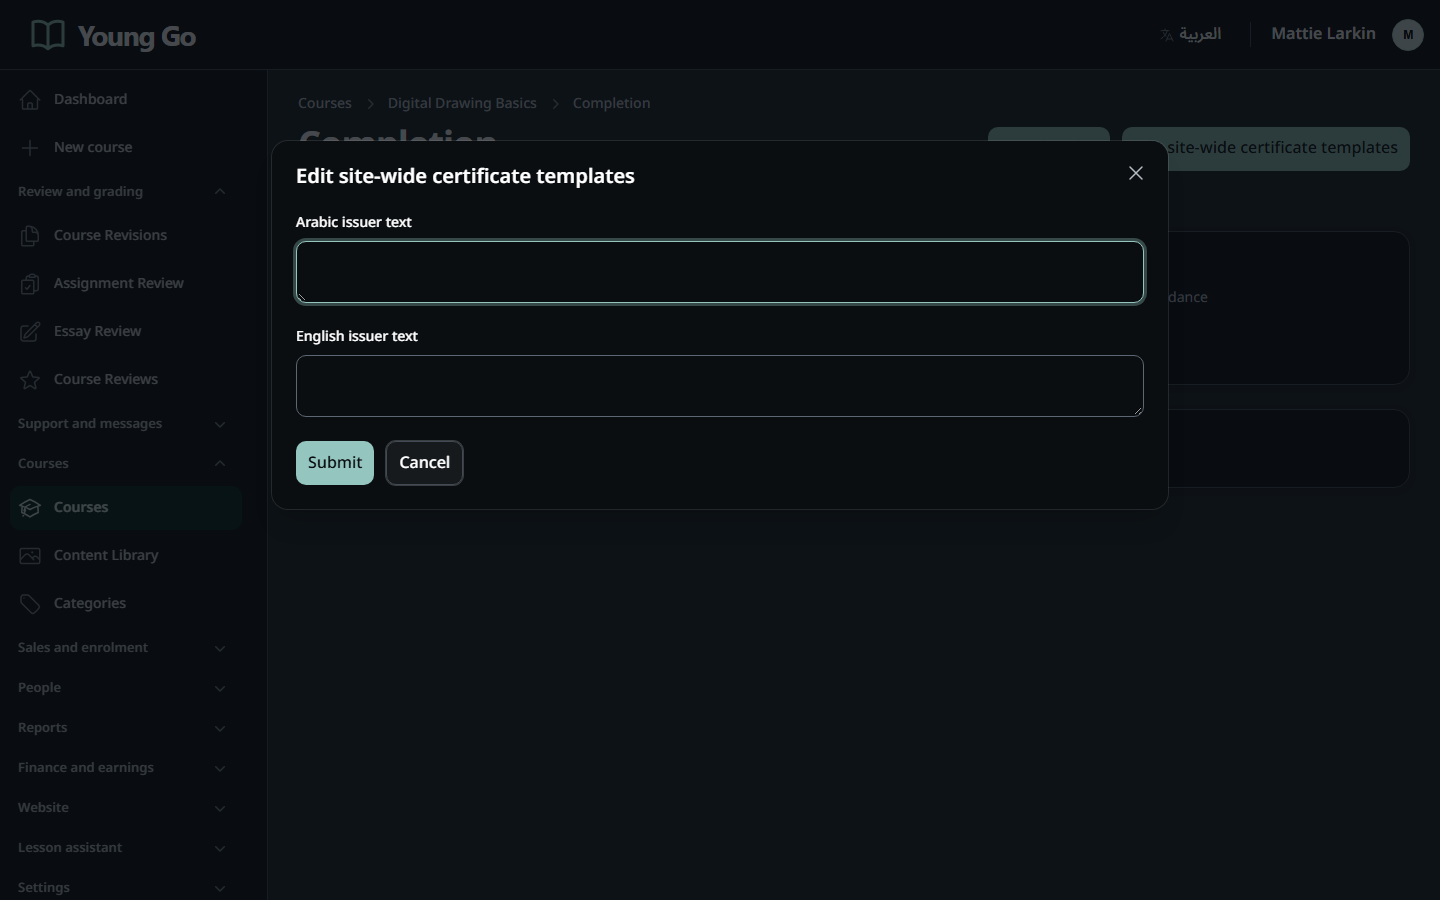 Young Go
العربية
Mattie Larkin
M
Dashboard
New course
Review and grading
Course Revisions
Assignment Review
Essay Review
Course Reviews
Support and messages
Courses
Courses
Content Library
Categories
Sales and enrolment
People
Reports
Finance and earnings
Website
Lesson assistant
Settings
Courses
Digital Drawing Basics
Completion
Completion
site-wide certificate templates
Edit site-wide certificate templates
Arabic issuer text
English issuer text
Submit
Cancel